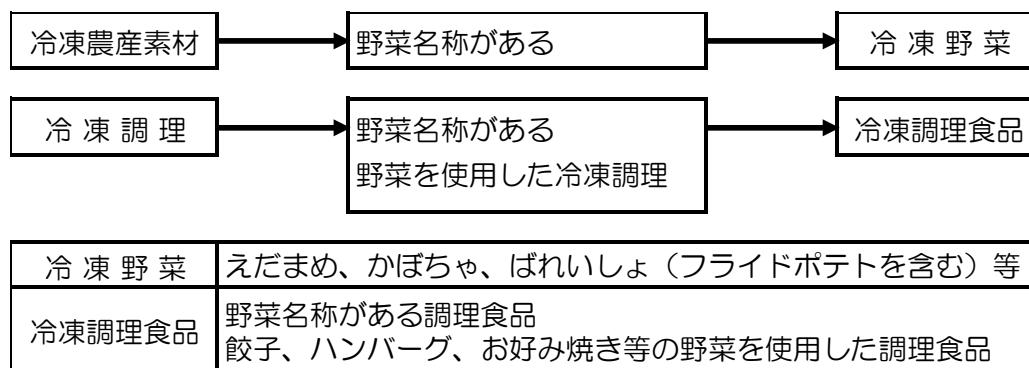 冷凍農産素材
野菜名称がある
冷 凍 野 菜
冷 凍 調 理
野菜名称がある
野菜を使用した冷凍調理
冷凍調理食品
冷 凍 野 菜
えだまめ、かぼちゃ、ばれいしょ（フライドポテトを含む）等
冷凍調理食品
野菜名称がある調理食品
餃子、ハンバーグ、お好み焼き等の野菜を使用した調理食品